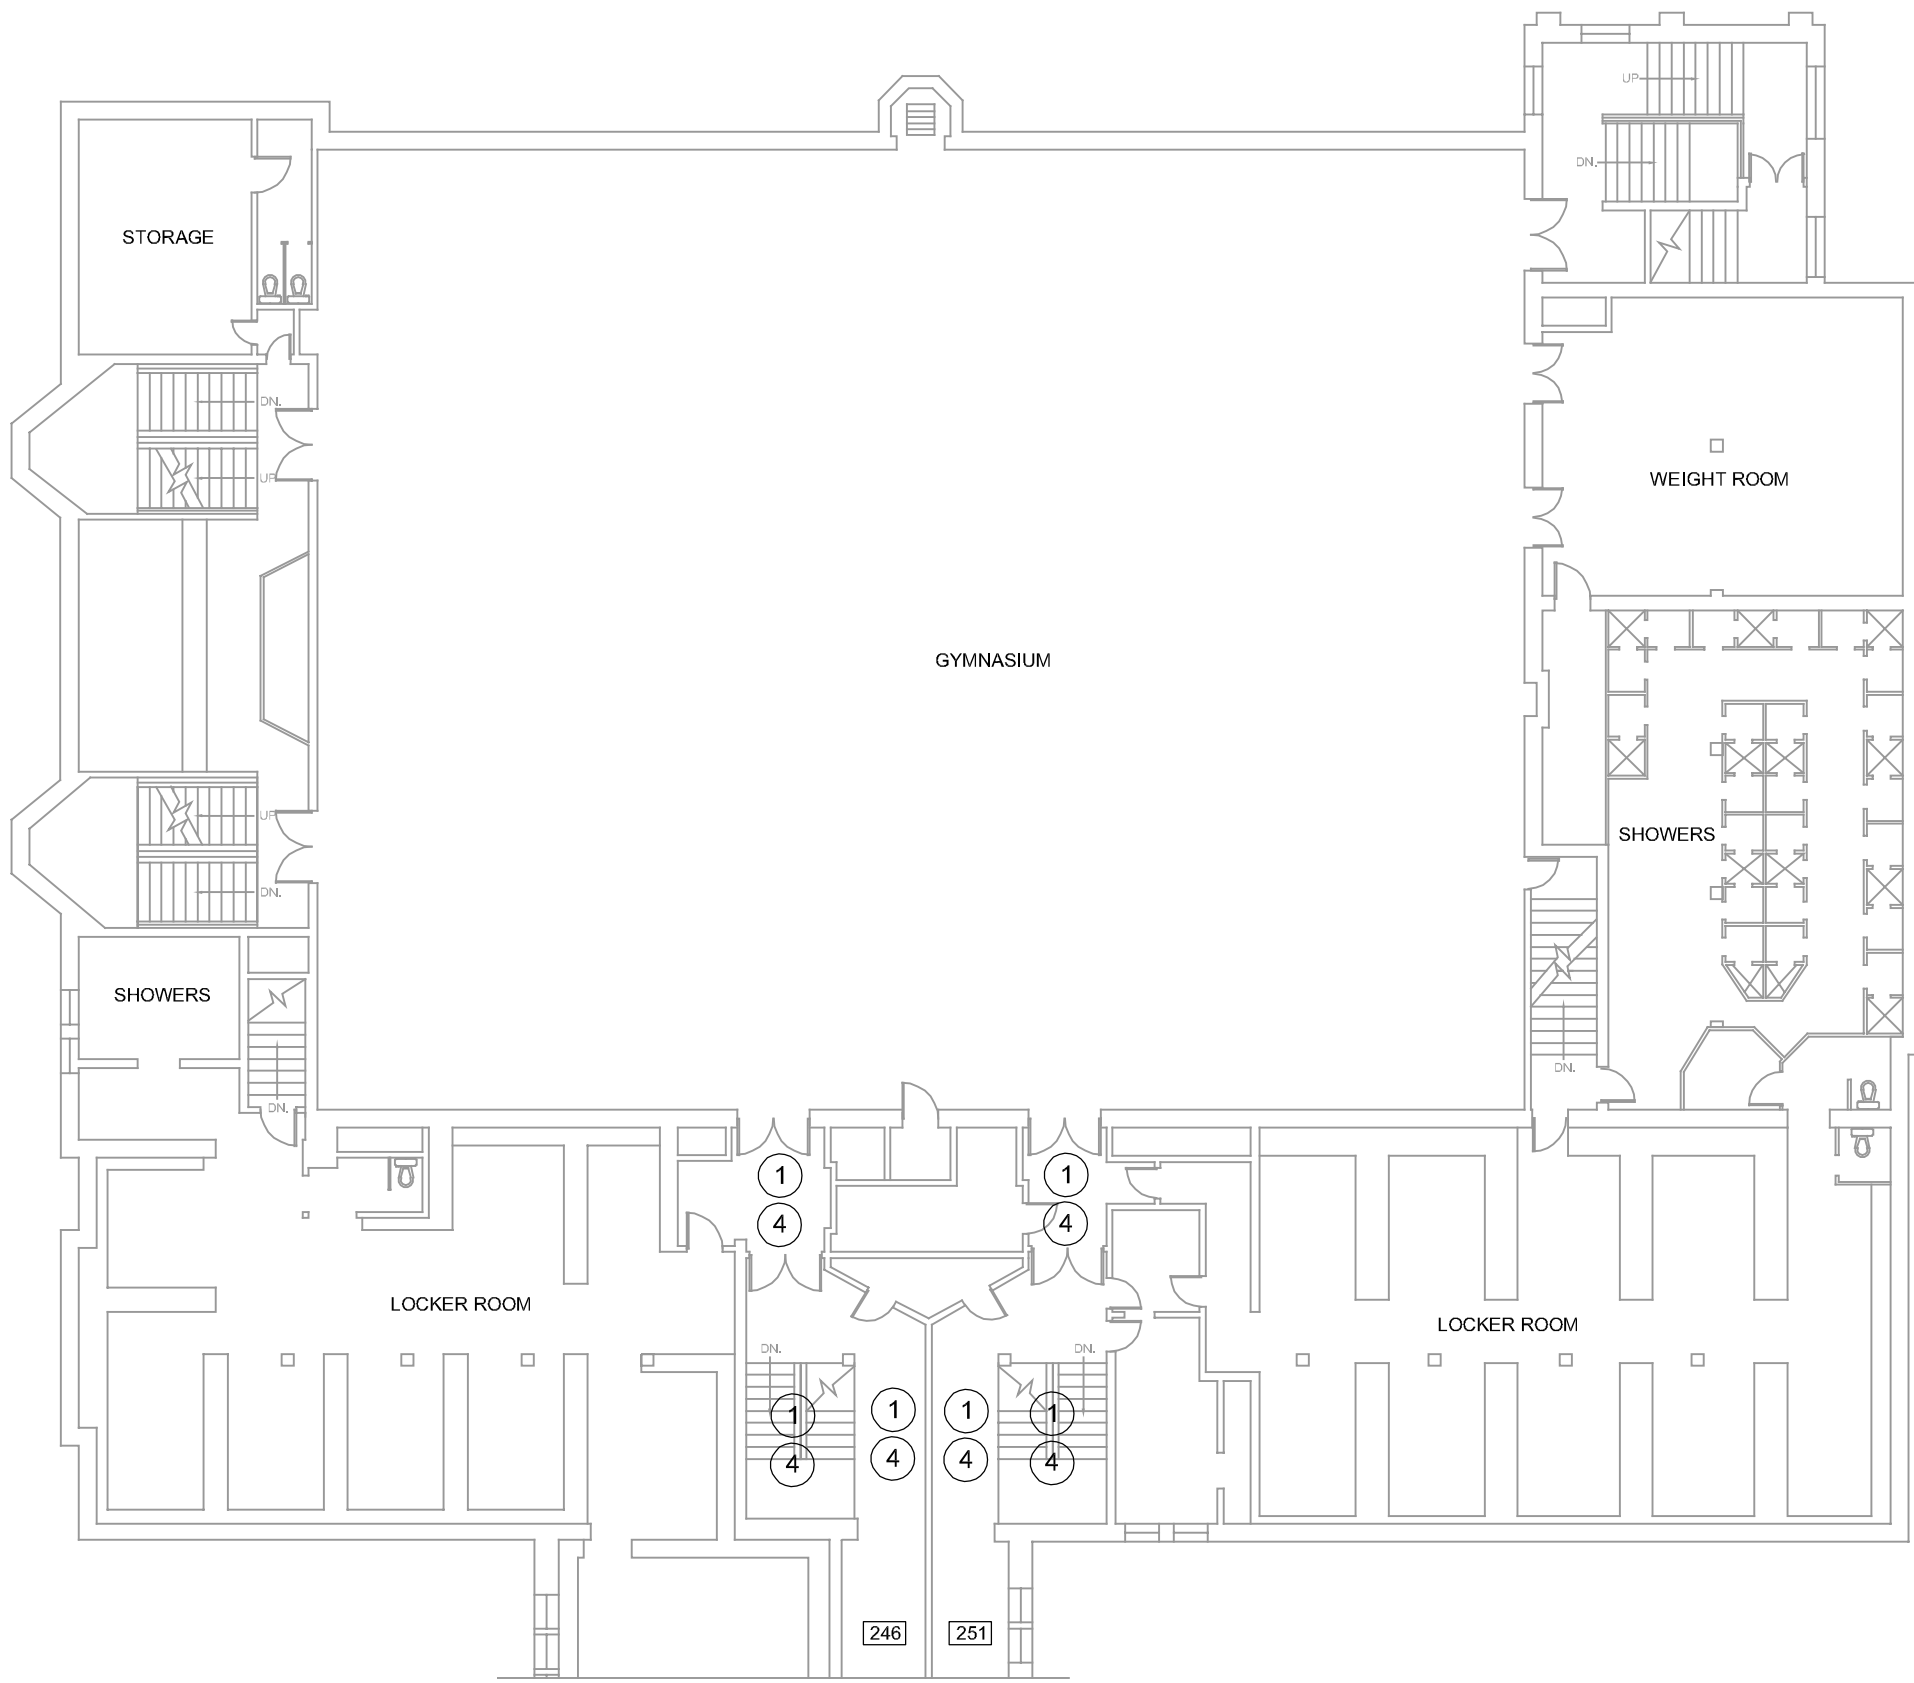 UP
DN.
STORAGE
DN.
UP
WEIGHT ROOM
GYMNASIUM
UP
SHOWERS
DN.
SHOWERS
DN.
DN.
1
1
4
4
LOCKER ROOM
LOCKER ROOM
DN.
DN.
1
1
1
1
4
4
4
4
246
251